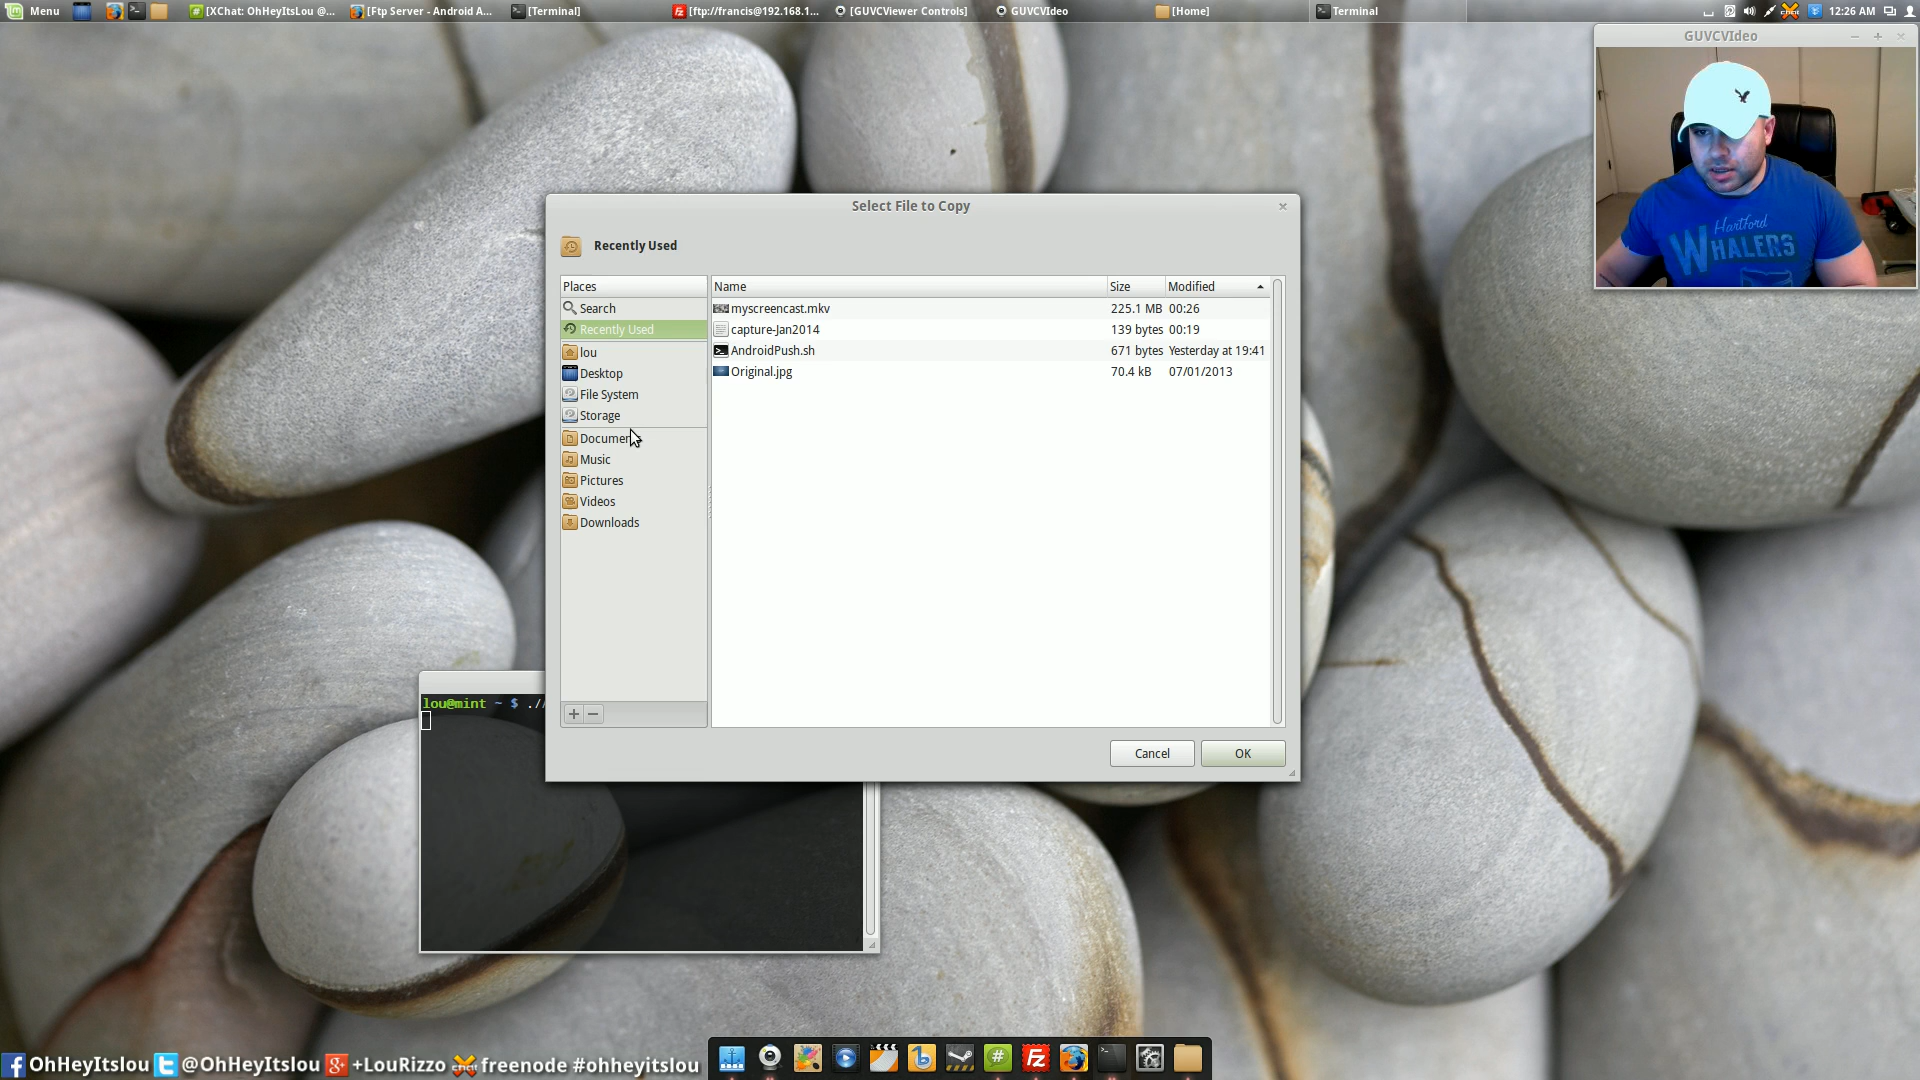 Menu
[XChat: OhHeyItsLou @...
[Ftp Server - Android A...
[Terminal]
[ftp://francis@192.168.1...
[GUVCViewer Controls]
GUVCVIdeo
[Home]
Terminal
12:26 AM
GUVCVIdeo
Hartford
WHALERS
Select File to Copy
Recently Used
Places
Name Size Modified
Search
Recently Used
lou
Desktop
File System
Storage
Music
Pictures
Videos
Downloads
myscreencast.mkv 225.1 MB 00:26
capture-Jan2014 139 bytes 00:19
AndroidPush.sh 671 bytes Yesterday at 19:41
Original.jpg 70.4 kB 07/01/2013
Cancel OK
lou@mint ~ $ ./
OhHeyItslou @OhHeyItslou +LouRizzo freenode #ohheyitslou